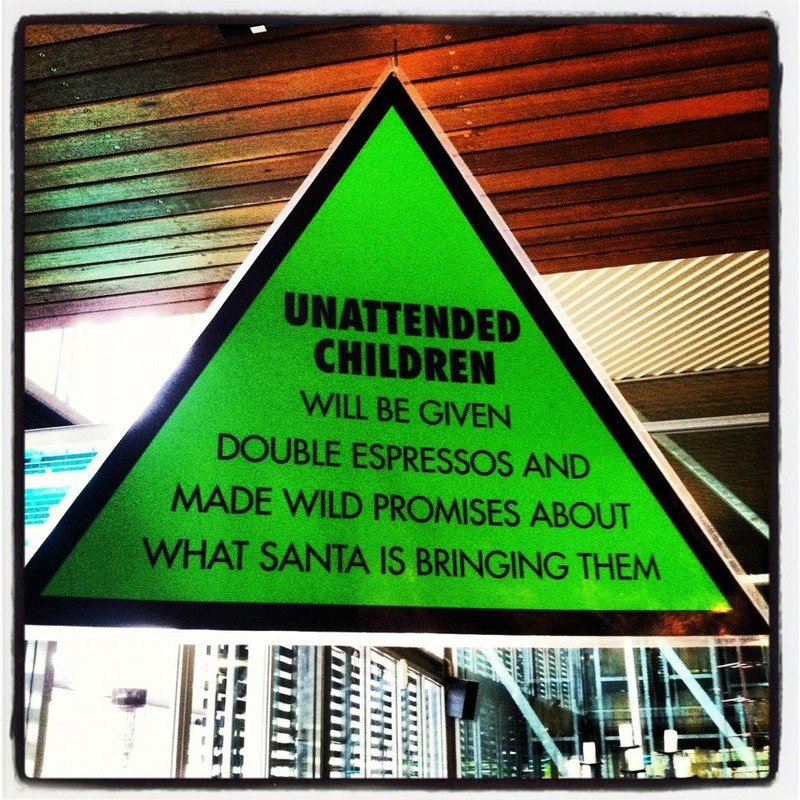 UNATTENDED
CHILDREN
WILL BE GIVEN
DOUBLE ESPRESSOS AND
MADE WILD PROMISES ABOUT
WHAT SANTA IS BRINGING THEM